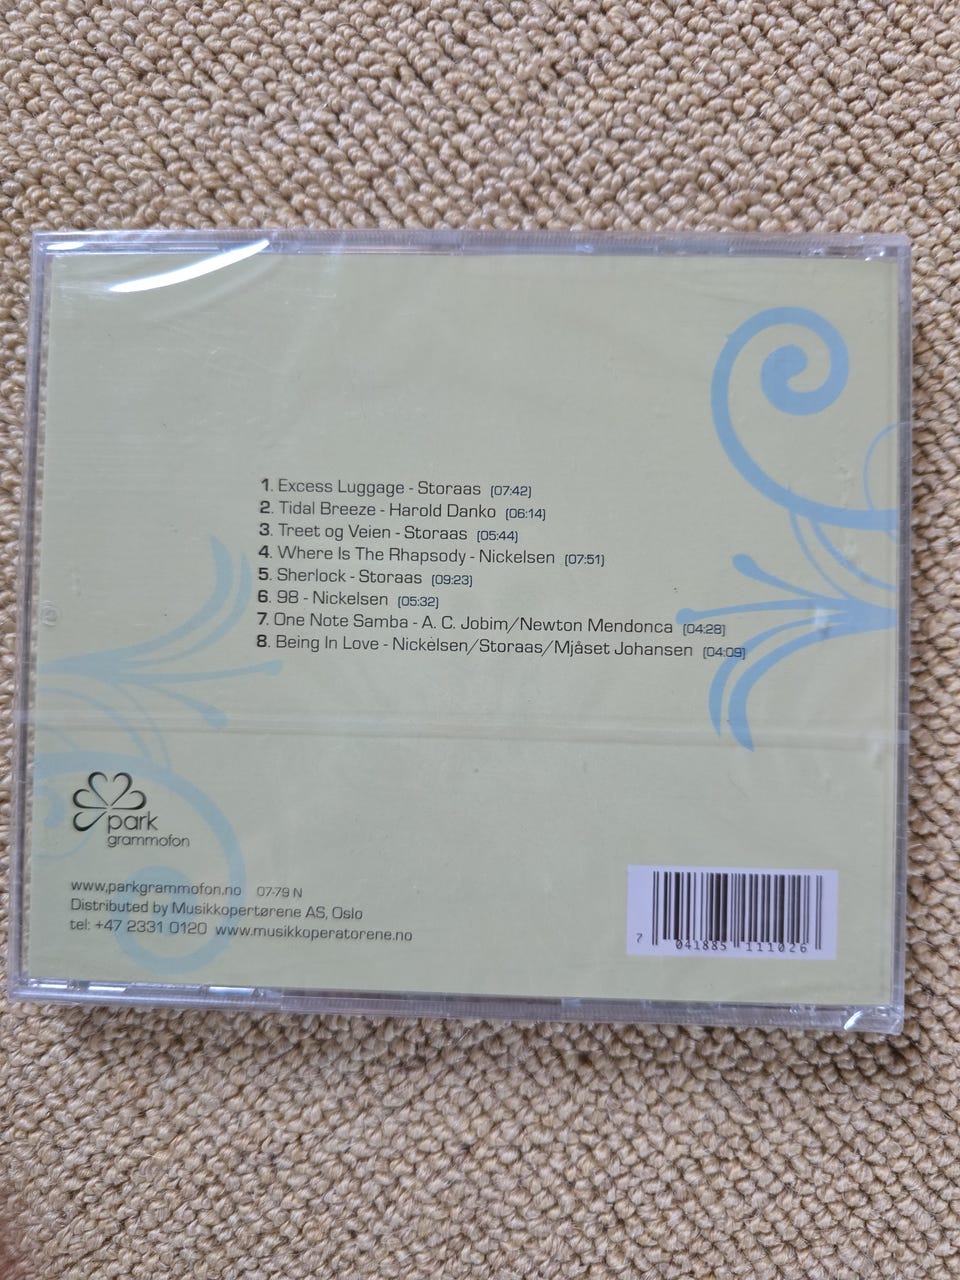 1. Excess Luggage - Storaas (07:42)
2. Tidal Breeze - Harold Danko (06:14)
3. Treet og Veien - Storaas (05:44)
4. Where Is The Rhapsody - Nickelsen (07:51)
5. Sherlock - Storaas (09:23)
6. 98 - Nickelsen (05:32)
7. One Note Samba - A. C. Jobim/Newton Mendonca (04:28)
8. Being In Love - Nickelsen/Storaas/Mjåset Johansen (04:09)
park
grammofon
www,parkgrammofon.no 07-79 N
Distributed by Musikkopertørene AS, Oslo
tel: +47 2331 0120 www.musikkoperatorene.no
7 041885 111026